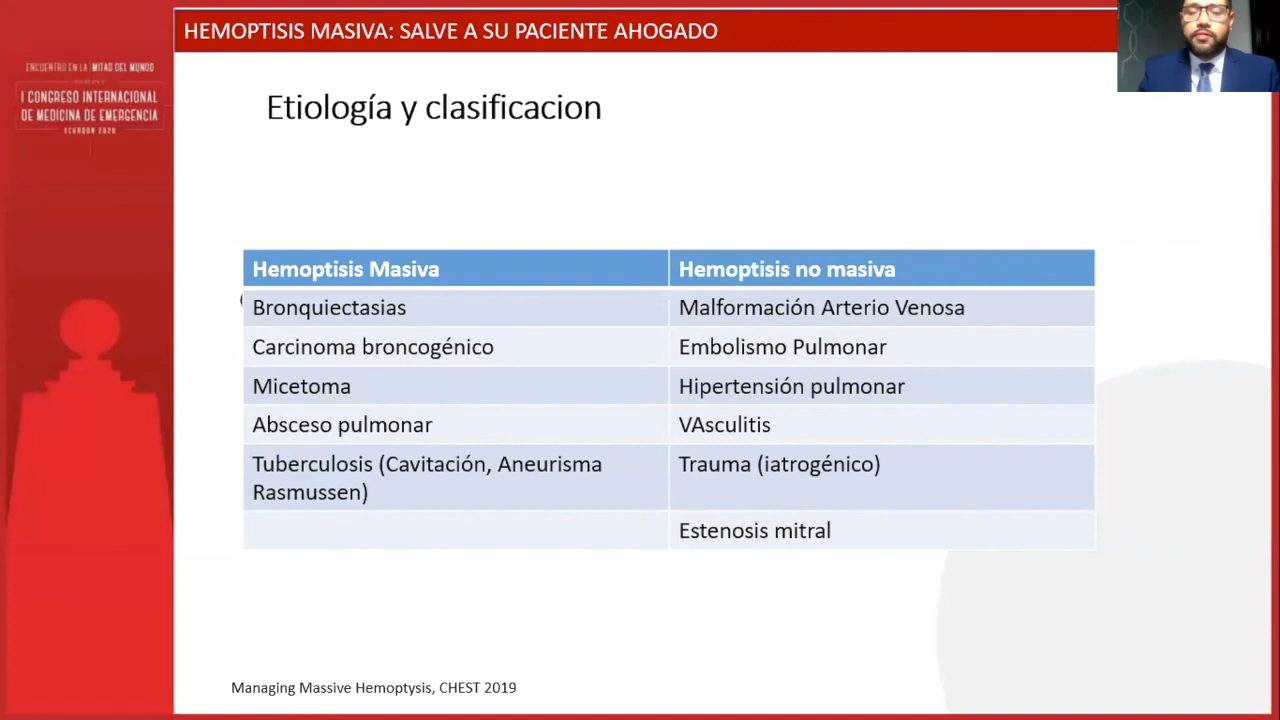 HEMOPTISIS MASIVA: SALVE A SU PACIENTE AHOGADO
ENCUENTRO EN LA MITAD DEL MUNDO
I CONGRESO INTERNACIONAL
DE MEDICINA DE EMERGENCIA
ECUADOR 2020
Etiología y clasificacion
Hemoptisis Masiva
Hemoptisis no masiva
Bronquiectasias
Malformación Arterio Venosa
Carcinoma broncogénico
Embolismo Pulmonar
Micetoma
Hipertensión pulmonar
Absceso pulmonar
VAsculitis
Tuberculosis (Cavitación, Aneurisma
Rasmussen)
Trauma (iatrogénico)
Estenosis mitral
Managing Massive Hemoptysis, CHEST 2019